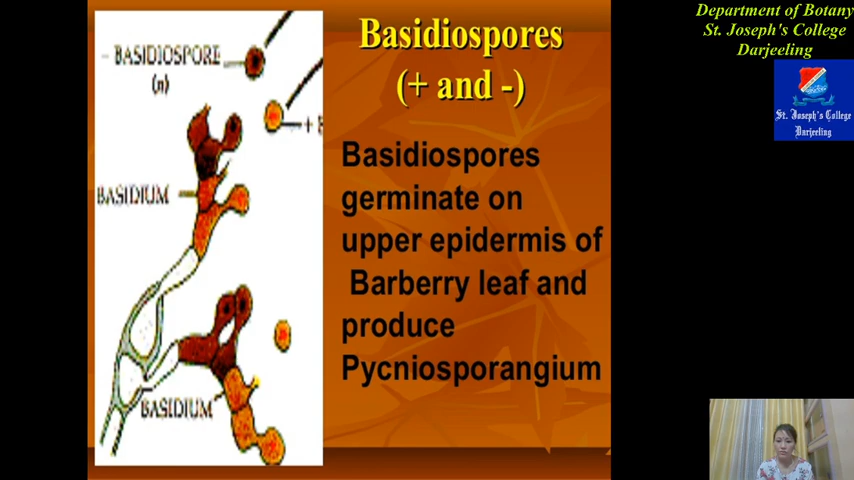 Basidiospores
(+ and -)
Basidiospores
germinate on
upper epidermis of
Barberry leaf and
produce
Pycniosporangium
– BASIDIOSPORE
(n)
+ B
BASIDIUM
BASIDIUM
Department of Botany
St. Joseph's College
Darjeeling
St. Joseph's College
Darjeeling